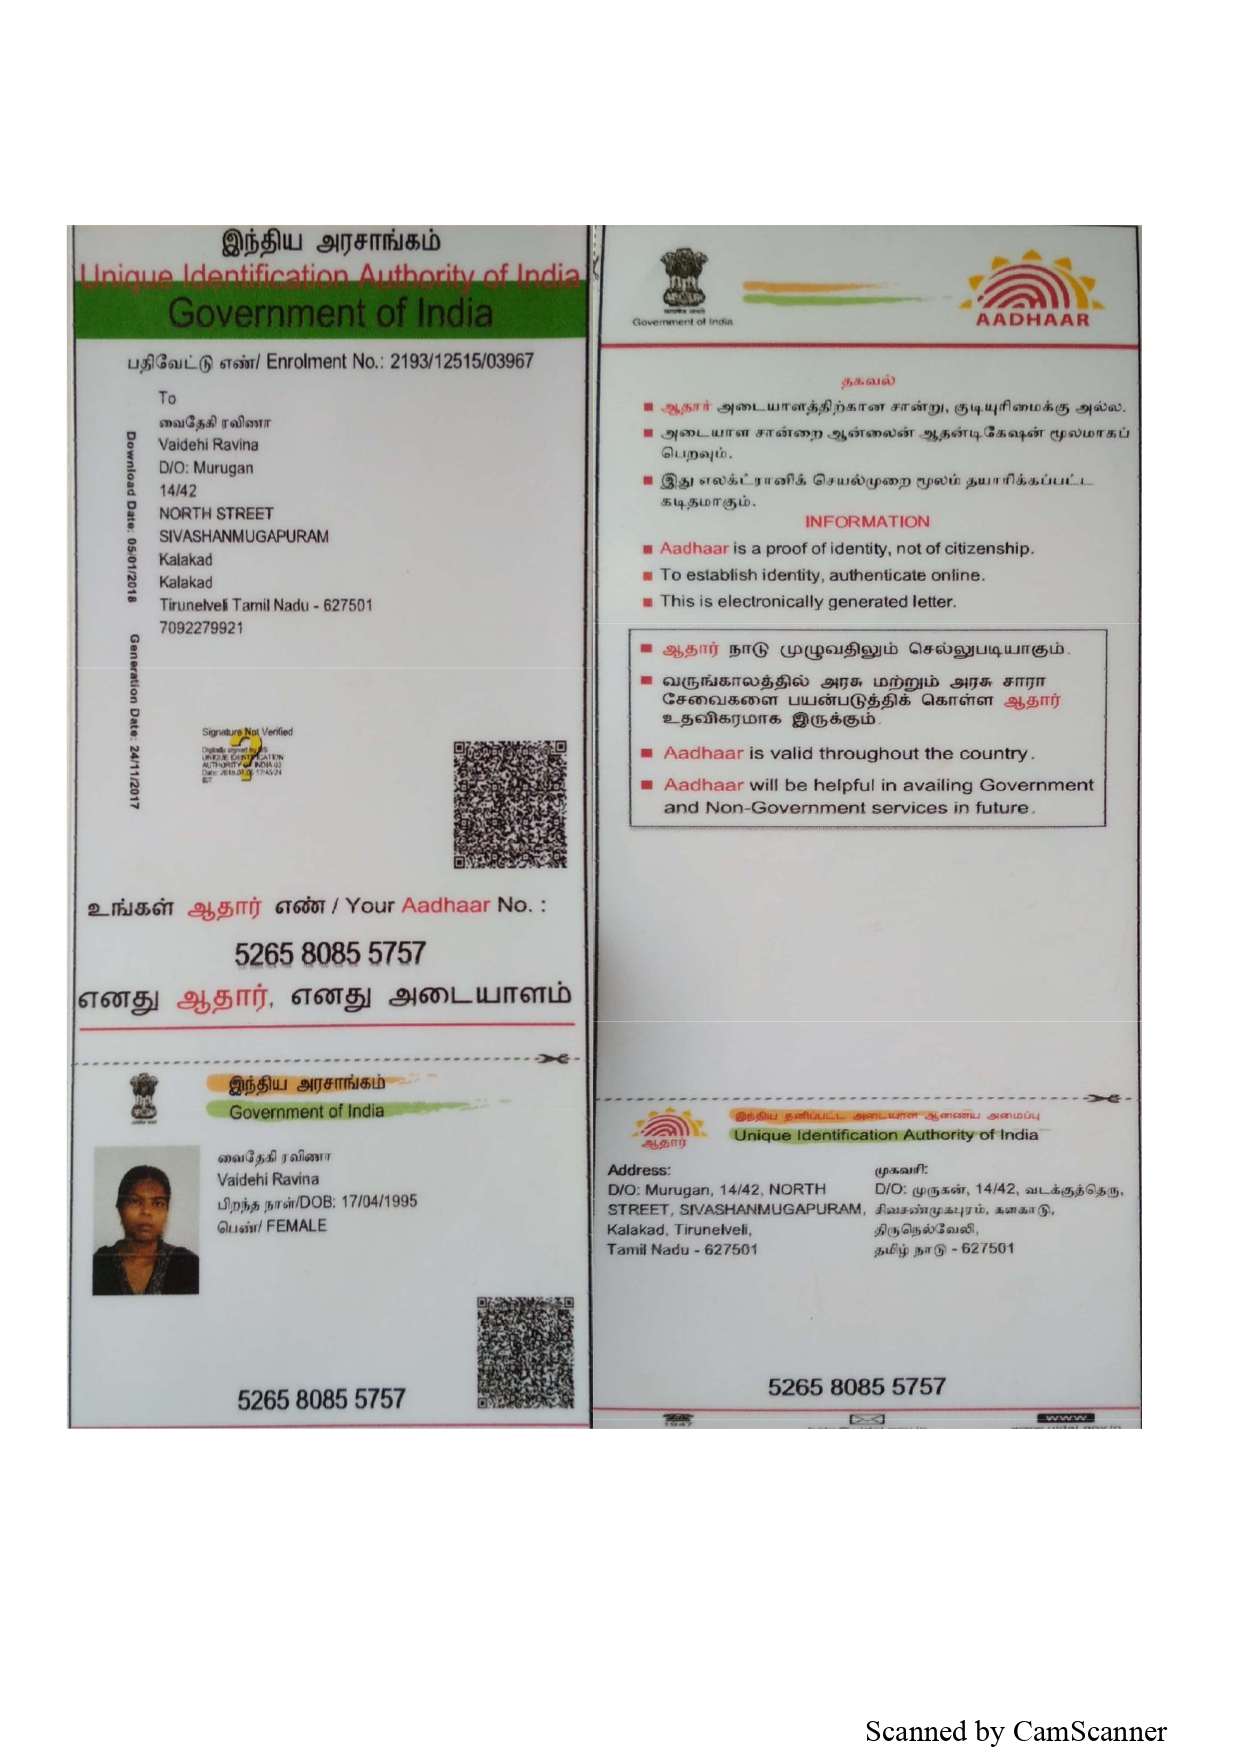 இந்திய அரசாங்கம்
Unique Identification Authority of India
Government of India
பதிவேட்டு எண்/ Enrolment No.: 2193/12515/03967
To
வைதேகி ரவினா
Vaidehi Ravina
D/O: Murugan
14/42
NORTH STREET
SIVASHANMUGAPURAM
Kalakad
Kalakad
Tirunelveli Tamil Nadu - 627501
7092279921
Download Date: 05/01/2018
Generation Date: 24/11/2017
Signature Not Verified
Digitally signed by DS
UNIQUE IDENTIFICATION
AUTHORITY OF INDIA 03
IST
உங்கள் ஆதார் எண் / Your Aadhaar No. :
5265 8085 5757
எனது ஆதார், எனது அடையாளம்
இந்திய அரசாங்கம்
Government of India
வைதேகி ரவினா
Vaidehi Ravina
பிறந்த நாள்/DOB: 17/04/1995
பெண்/ FEMALE
5265 8085 5757
Government of India
AADHAAR
தகவல்
ஆதார் அடையாளத்திற்கான சான்று, குடியுரிமைக்கு அல்ல.
அடையாள சான்றை ஆன்லைன் ஆதன்டிகேஷன் மூலமாகப்
பெறவும்.
இது எலக்ட்ரானிக் செயல்முறை மூலம் தயாரிக்கப்பட்ட
கடிதமாகும்.
INFORMATION
Aadhaar is a proof of identity, not of citizenship.
To establish identity, authenticate online.
This is electronically generated letter.
ஆதார் நாடு முழுவதிலும் செல்லுபடியாகும்.
வருங்காலத்தில் அரசு மற்றும் அரசு சாரா
சேவைகளை பயன்படுத்திக் கொள்ள ஆதார்
உதவிகரமாக இருக்கும்.
Aadhaar is valid throughout the country.
Aadhaar will be helpful in availing Government
and Non-Government services in future.
ஆதார்
இந்திய தனிப்பட்ட அடையாள ஆணைய அமைப்பு
Unique Identification Authority of India
Address:
D/O: Murugan, 14/42, NORTH
STREET, SIVASHANMUGAPURAM,
Kalakad, Tirunelveli,
Tamil Nadu - 627501
முகவரி:
D/O: முருகன், 14/42, வடக்குத்தெரு,
சிவசண்முகபுரம், களகாடு,
திருநெல்வேலி,
தமிழ் நாடு - 627501
5265 8085 5757
1947
www
Scanned by CamScanner